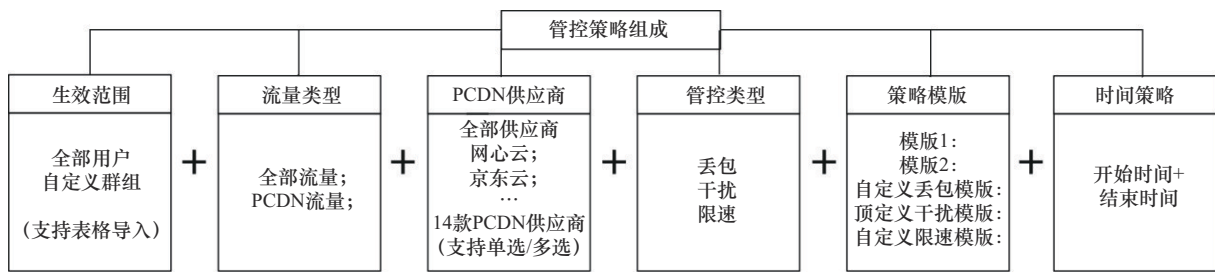 管控策略组成
生效范围
全部用户
自定义群组
(支持表格导入)
流量类型
全部流量;
PCDN流量;
PCDN供应商
全部供应商
网心云;
京东云;
…
14款PCDN供应商
(支持单选/多选)
管控类型
丢包
干扰
限速
策略模版
模版1:
模版2:
自定义丢包模版:
顶定义干扰模版:
自定义限速模版:
时间策略
开始时间+
结束时间